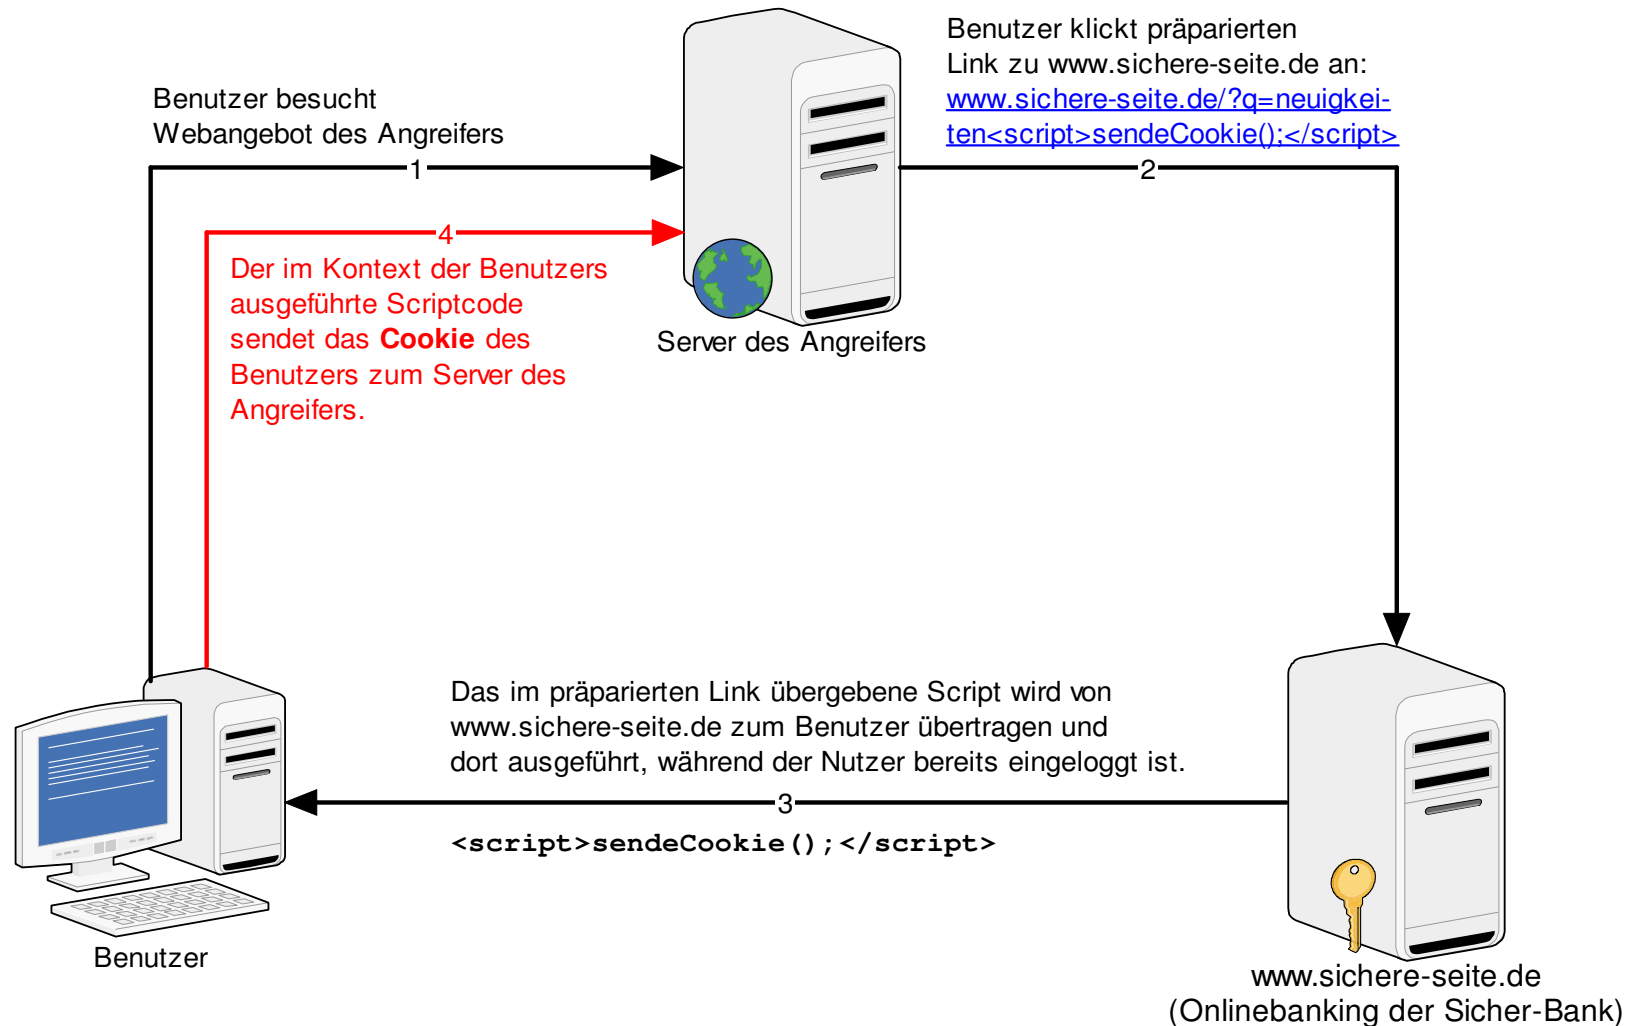 Benutzer besucht
Webangebot des Angreifers
1
Benutzer klickt präparierten
Link zu www.sichere-seite.de an:
www.sichere-seite.de/?q=neuigkei-
ten<script>sendeCookie();</script>
2
4
Der im Kontext der Benutzers
ausgeführte Scriptcode
sendet das Cookie des
Benutzers zum Server des
Angreifers.
Server des Angreifers
Das im präparierten Link übergebene Script wird von
www.sichere-seite.de zum Benutzer übertragen und
dort ausgeführt, während der Nutzer bereits eingeloggt ist.
3
<script>sendeCookie();</script>
Benutzer
www.sichere-seite.de
(Onlinebanking der Sicher-Bank)